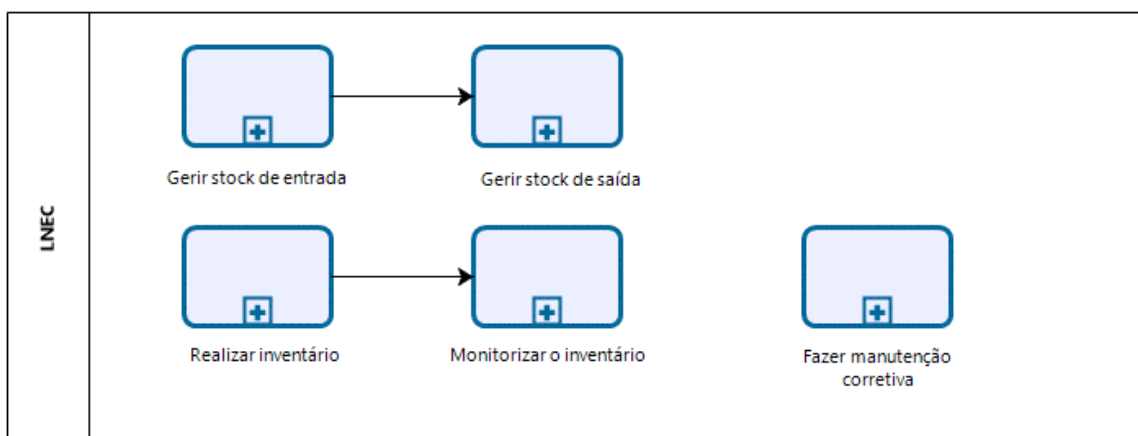 LNEC
Gerir stock de entrada
Gerir stock de saída
Realizar inventário
Monitorizar o inventário
Fazer manutenção
corretiva